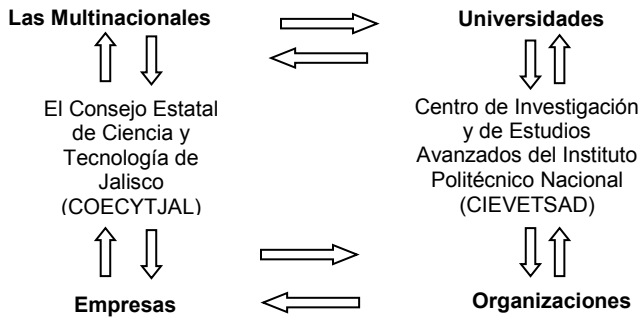 Las Multinacionales
Universidades
El Consejo Estatal
de Ciencia y
Tecnología de
Jalisco
(COECYTJAL)
Centro de Investigación
y de Estudios
Avanzados del Instituto
Politécnico Nacional
(CIEVETSAD)
Empresas
Organizaciones